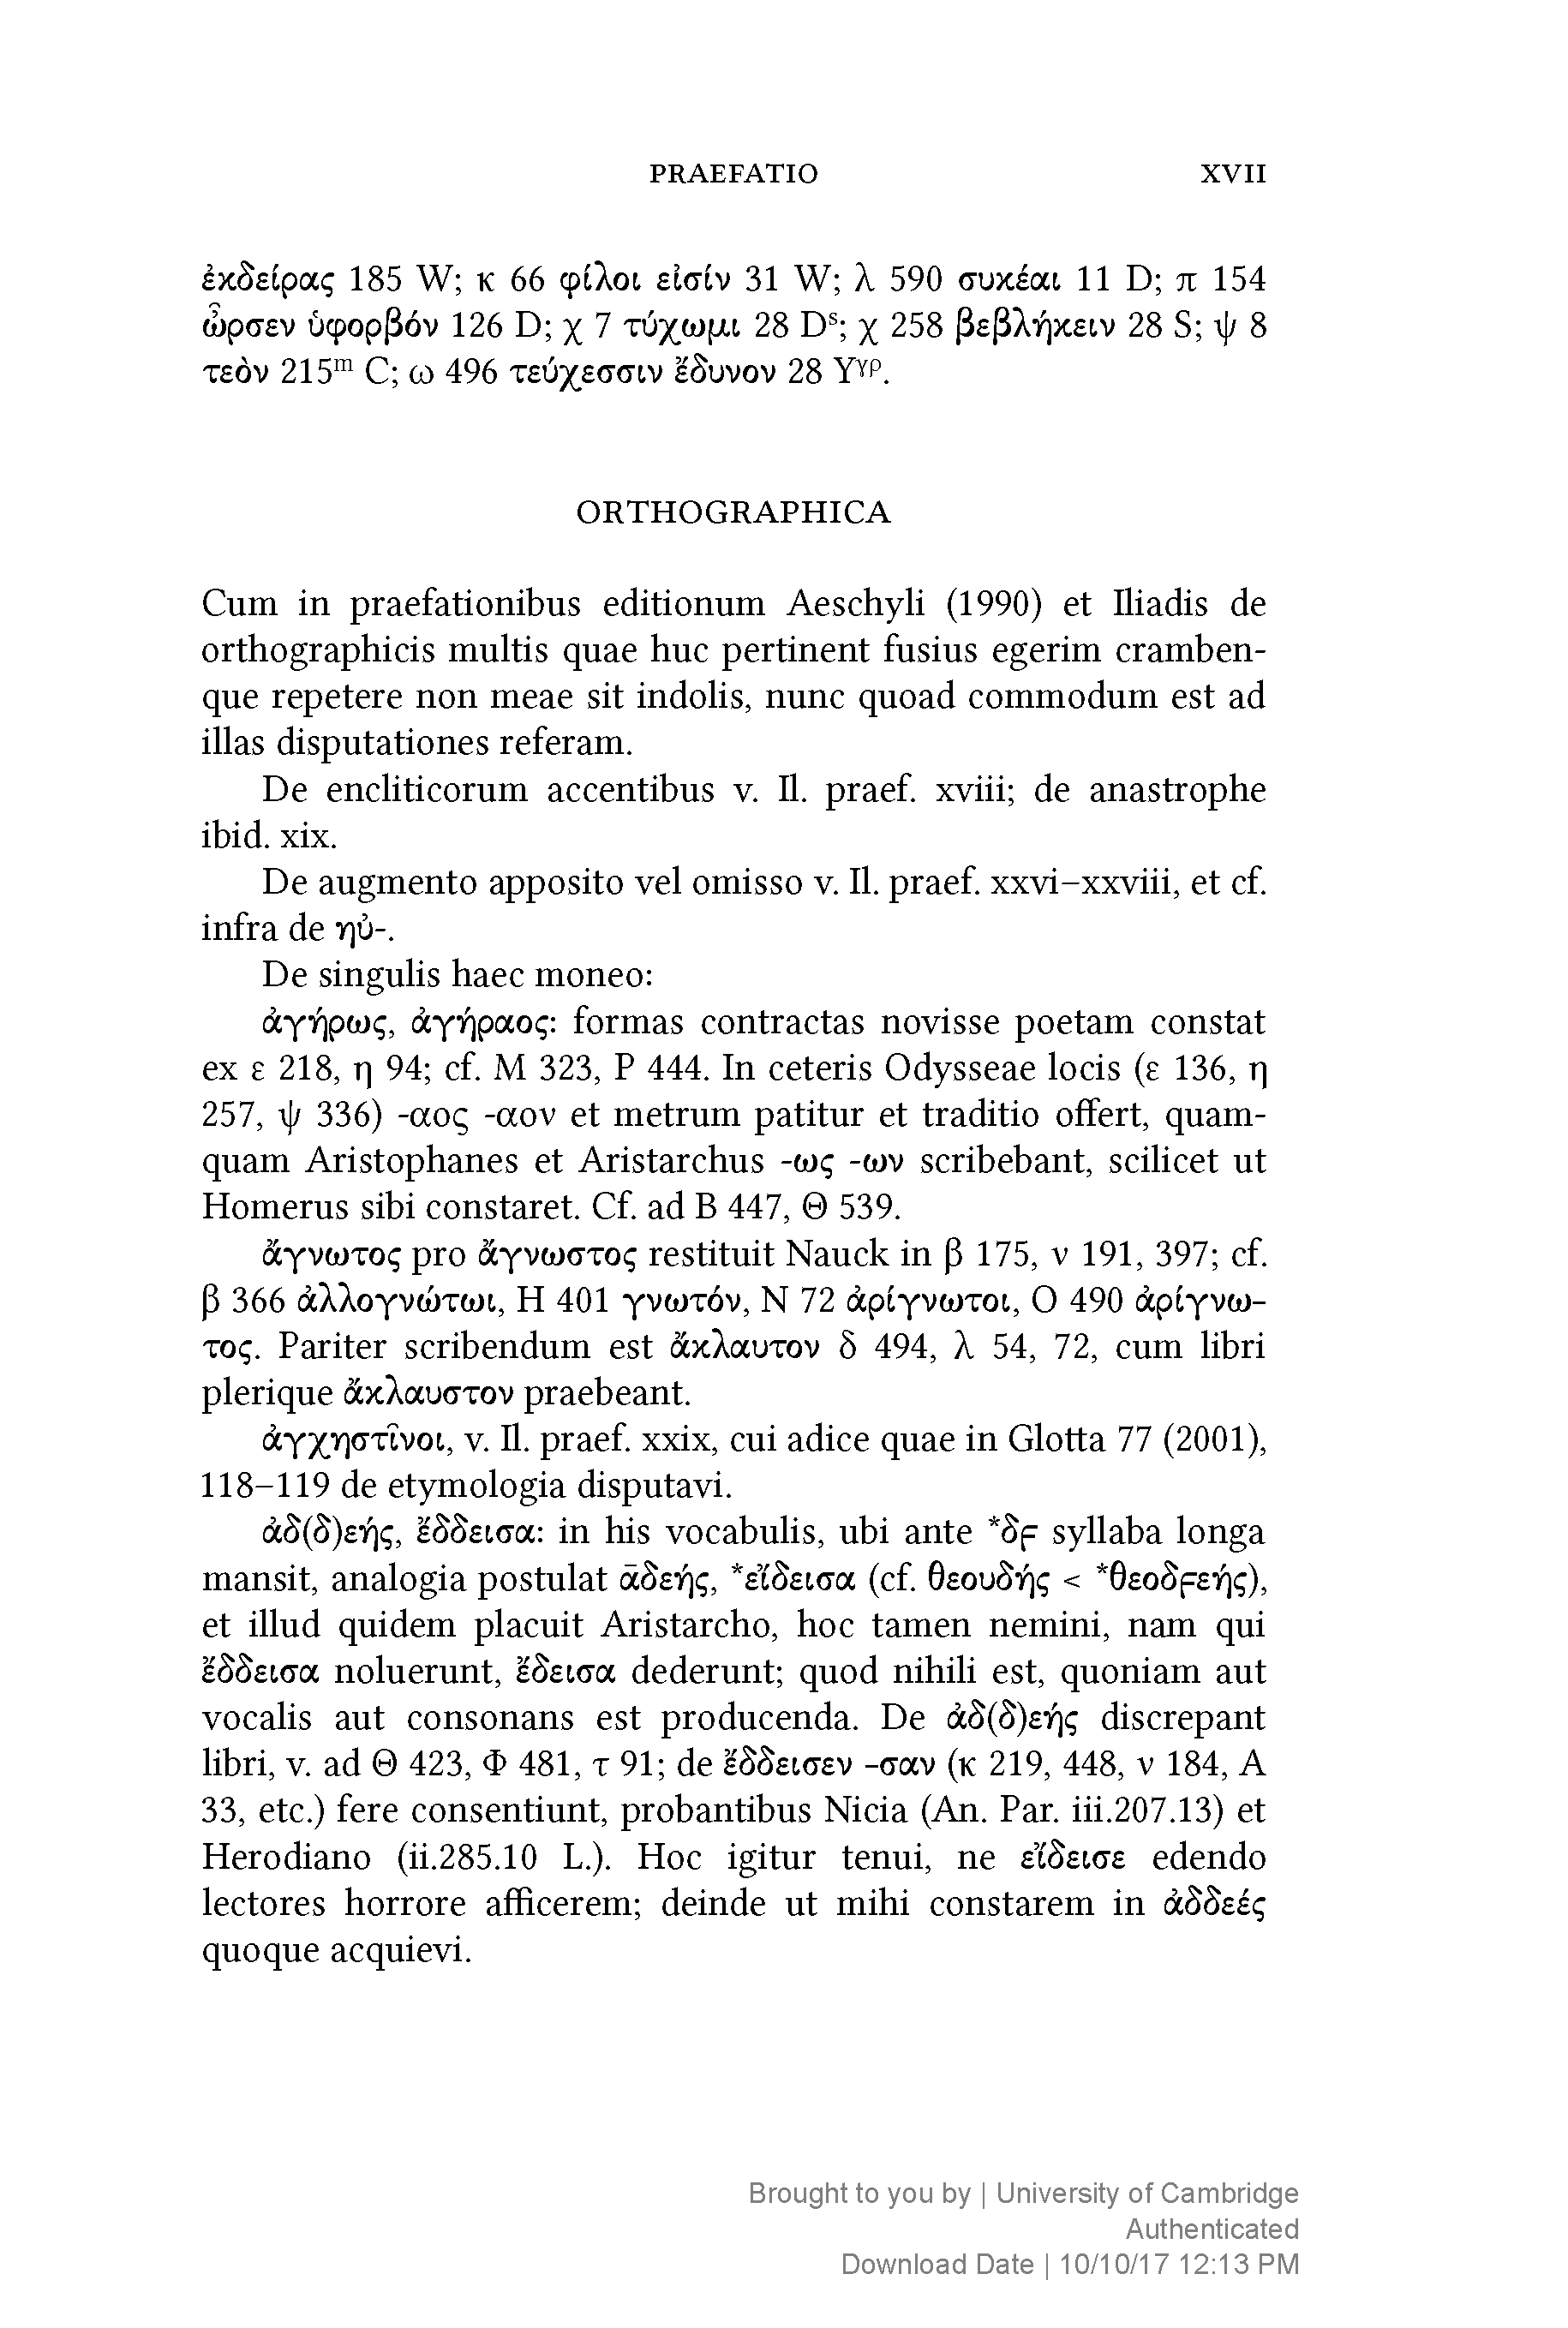 PRAEFATIO XVII
ἐκδείρας 185 W; κ 66 φίλοι εἰσίν 31 W; λ 590 συκέαι 11 D; π 154
ὦρσεν ὑφορβόν 126 D; χ 7 τύχωμι 28 Dˢ; χ 258 βεβλήκειν 28 S; ψ 8
τεὸν 215ᵐ C; ω 496 τεύχεσσιν ἔδυνον 28 Yᵞᵖ.
ORTHOGRAPHICA
Cum in praefationibus editionum Aeschyli (1990) et Iliadis de
orthographicis multis quae huc pertinent fusius egerim cramben-
que repetere non meae sit indolis, nunc quoad commodum est ad
illas disputationes referam.
De encliticorum accentibus v. Il. praef. xviii; de anastrophe
ibid. xix.
De augmento apposito vel omisso v. Il. praef. xxvi–xxviii, et cf.
infra de ηὐ-.
De singulis haec moneo:
ἀγήρως, ἀγήραος: formas contractas novisse poetam constat
ex ε 218, η 94; cf. Μ 323, Ρ 444. In ceteris Odysseae locis (ε 136, η
257, ψ 336) -αος -αον et metrum patitur et traditio offert, quam-
quam Aristophanes et Aristarchus -ως -ων scribebant, scilicet ut
Homerus sibi constaret. Cf. ad Β 447, Θ 539.
ἄγνωτος pro ἄγνωστος restituit Nauck in β 175, ν 191, 397; cf.
β 366 ἀλλογνώτωι, Η 401 γνωτόν, Ν 72 ἀρίγνωτοι, Ο 490 ἀρίγνω-
τος. Pariter scribendum est ἄκλαυτον δ 494, λ 54, 72, cum libri
plerique ἄκλαυστον praebeant.
ἀγχηστῖνοι, v. Il. praef. xxix, cui adice quae in Glotta 77 (2001),
118–119 de etymologia disputavi.
ἀδ(δ)εής, ἔδδεισα: in his vocabulis, ubi ante *δϝ syllaba longa
mansit, analogia postulat ᾱδεής, *εἴδεισα (cf. θεουδής < *θεοδϝεής),
et illud quidem placuit Aristarcho, hoc tamen nemini, nam qui
ἔδδεισα noluerunt, ἔδεισα dederunt; quod nihili est, quoniam aut
vocalis aut consonans est producenda. De ἀδ(δ)εής discrepant
libri, v. ad Θ 423, Φ 481, τ 91; de ἔδδεισεν -σαν (κ 219, 448, ν 184, Α
33, etc.) fere consentiunt, probantibus Nicia (An. Par. iii.207.13) et
Herodiano (ii.285.10 L.). Hoc igitur tenui, ne εἴδεισε edendo
lectores horrore afficerem; deinde ut mihi constarem in ἀδδεές
quoque acquievi.
Brought to you by | University of Cambridge
Authenticated
Download Date | 10/10/17 12:13 PM